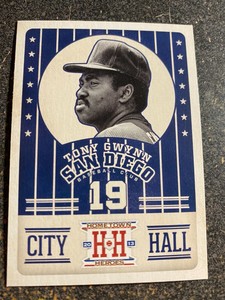 TONY GWYNN
SAN DIEGO
BASEBALL CLUB
19
HOMETOWN
CITY
20 H H 13
HALL
HEROES